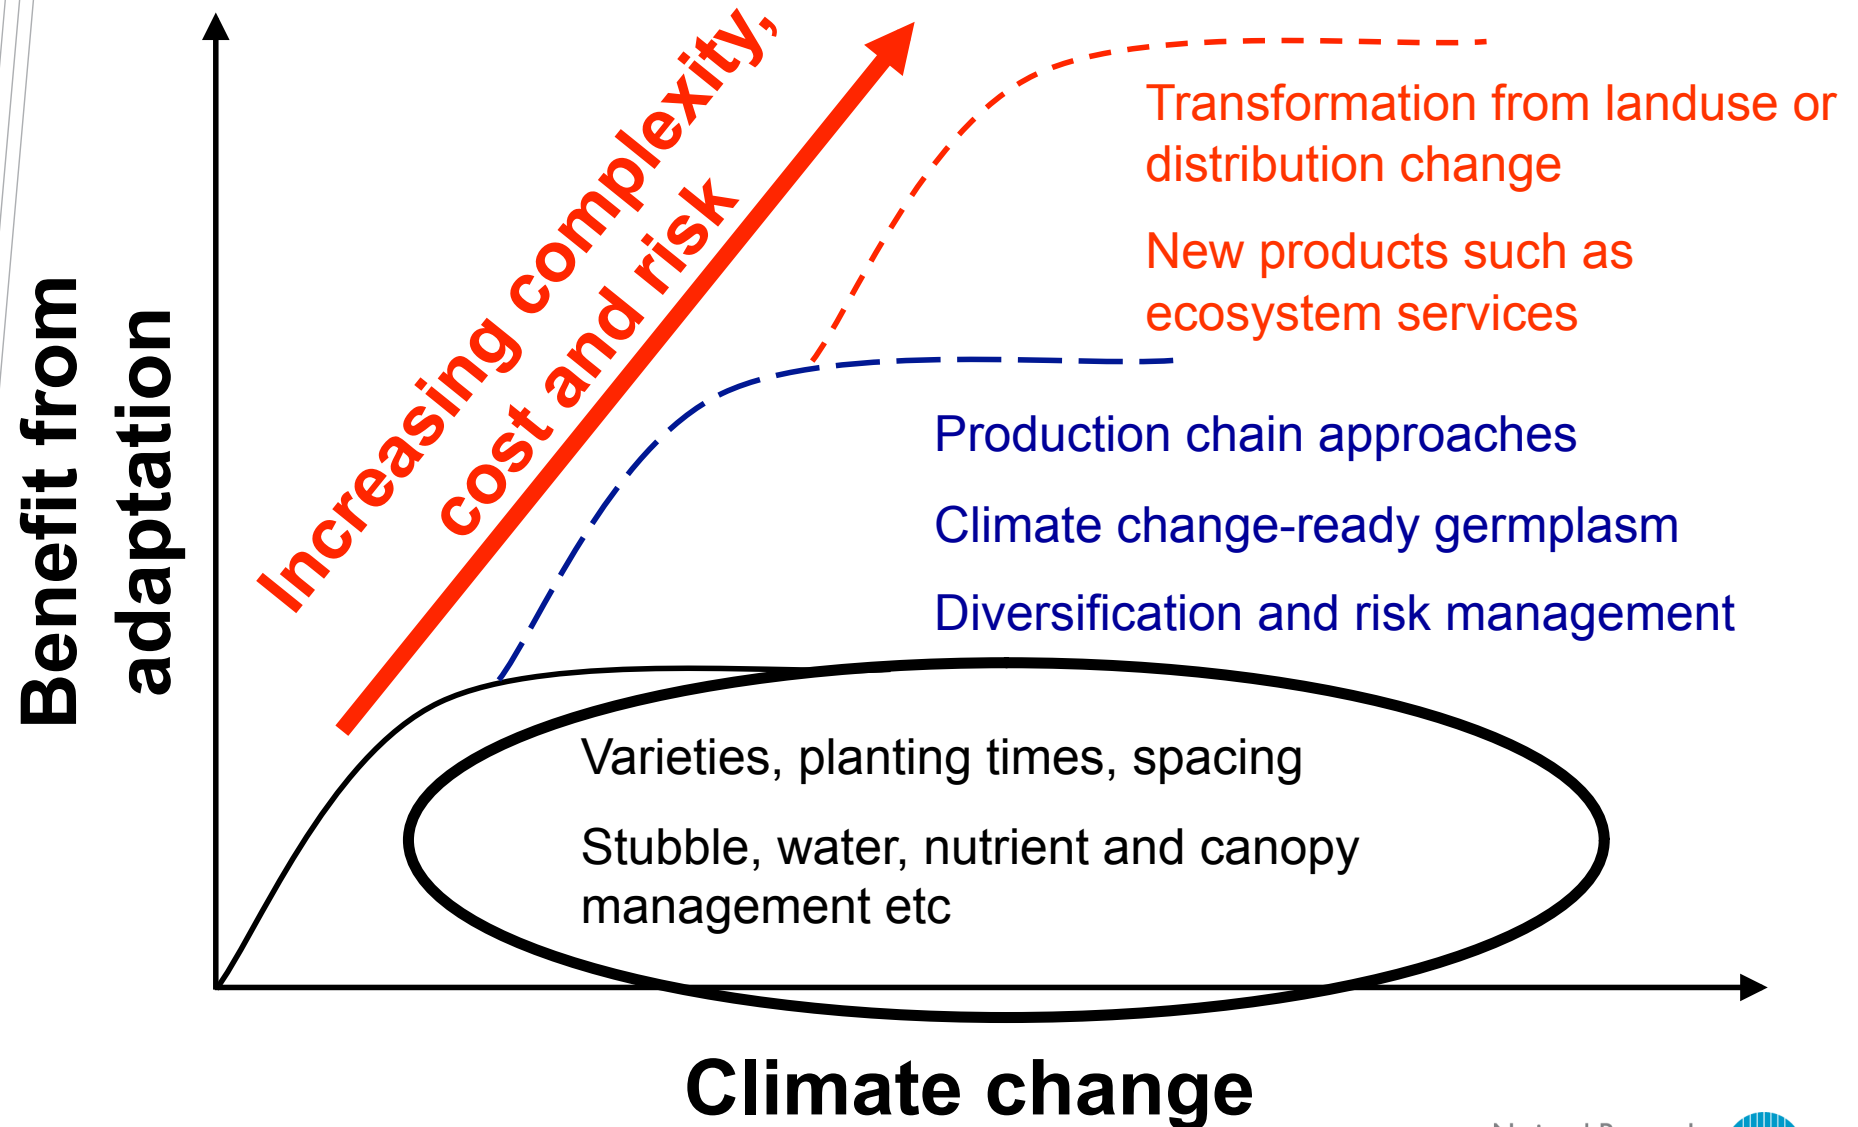 Benefit from
adaptation
Increasing complexity,
cost and risk
Transformation from landuse or
distribution change
New products such as
ecosystem services
Production chain approaches
Climate change-ready germplasm
Diversification and risk management
Varieties, planting times, spacing
Stubble, water, nutrient and canopy
management etc
Climate change